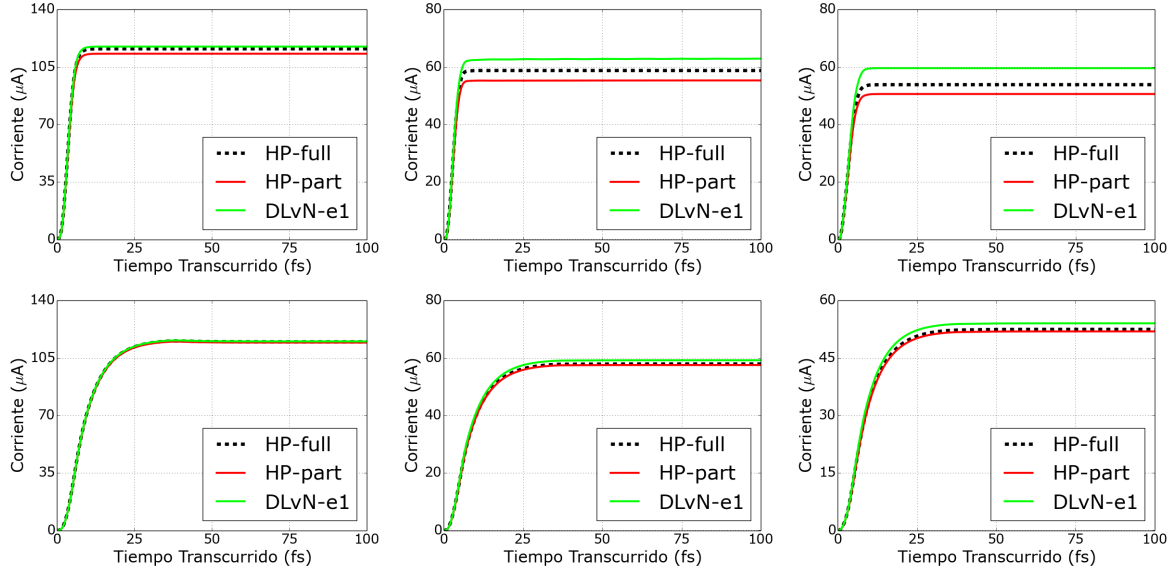 Corriente (μA)
140
105
70
35
0
HP-full
HP-part
DLvN-e1
0 25 50 75 100
Tiempo Transcurrido (fs)
Corriente (μA)
80
60
40
20
0
HP-full
HP-part
DLvN-e1
0 25 50 75 100
Tiempo Transcurrido (fs)
Corriente (μA)
80
60
40
20
0
HP-full
HP-part
DLvN-e1
0 25 50 75 100
Tiempo Transcurrido (fs)
Corriente (μA)
140
105
70
35
0
HP-full
HP-part
DLvN-e1
0 25 50 75 100
Tiempo Transcurrido (fs)
Corriente (μA)
80
60
40
20
0
HP-full
HP-part
DLvN-e1
0 25 50 75 100
Tiempo Transcurrido (fs)
Corriente (μA)
60
45
30
15
0
HP-full
HP-part
DLvN-e1
0 25 50 75 100
Tiempo Transcurrido (fs)